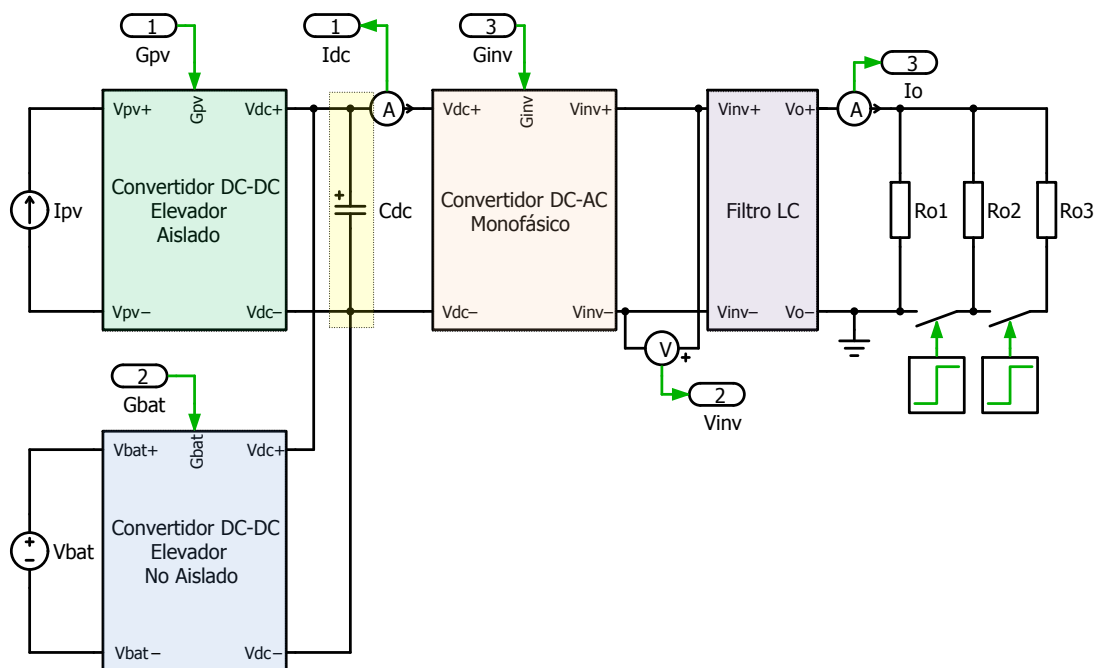 1
Gpv
1
Idc
3
Ginv
3
Io
Vpv+
Gpv
Vdc+
A
Vdc+
Ginv
Vinv+
Vinv+
Vo+
A
Ipv
Convertidor DC-DC
Elevador
Aislado
+
Cdc
Convertidor DC-AC
Monofásico
Filtro LC
Ro1
Ro2
Ro3
Vpv−
Vdc−
Vdc−
Vinv−
Vinv−
Vo−
V
+
2
Gbat
2
Vinv
Vbat+
Gbat
Vdc+
+
−
Vbat
Convertidor DC-DC
Elevador
No Aislado
Vbat−
Vdc−